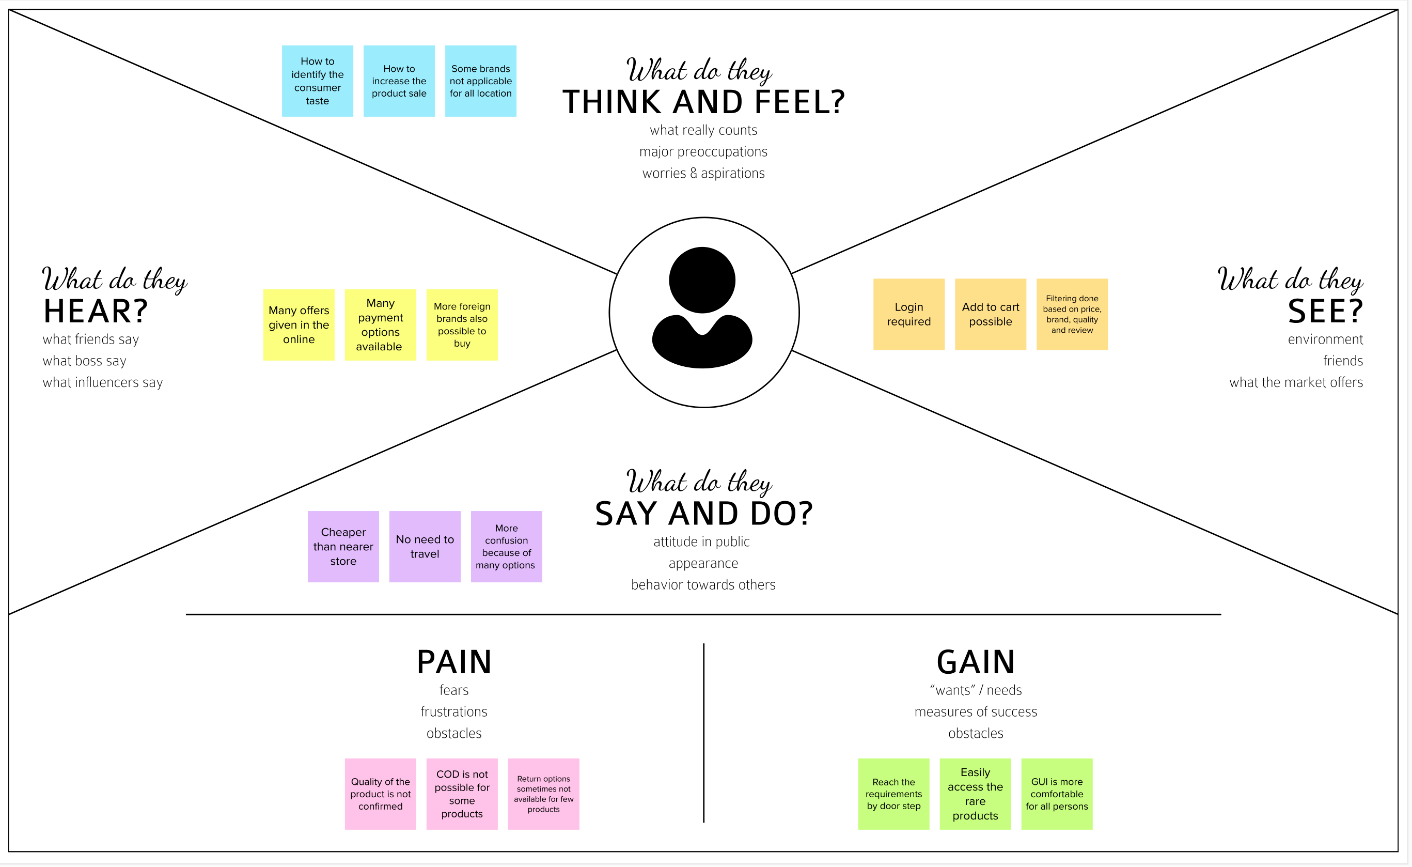 How to
identify the
consumer
taste
How to
increase the
product sale
Some brands
not applicable
for all location
What do they
THINK AND FEEL?
what really counts
major preoccupations
worries & aspirations
What do they
HEAR?
what friends say
what boss say
what influencers say
Many offers
given in the
online
Many
payment
options
available
More foreign
brands also
possible to
buy
Login
required
Add to cart
possible
Filtering done
based on price,
brand, quality
and review
What do they
SEE?
environment
friends
what the market offers
Cheaper
than nearer
store
No need to
travel
More
confusion
because of
many options
What do they
SAY AND DO?
attitude in public
appearance
behavior towards others
PAIN
fears
frustrations
obstacles
Quality of the
product is not
confirmed
COD is not
possible for
some
products
Return options
sometimes not
available for few
products
GAIN
“wants” / needs
measures of success
obstacles
Reach the
requirements
by door step
Easily
access the
rare
products
GUI is more
comfortable
for all persons